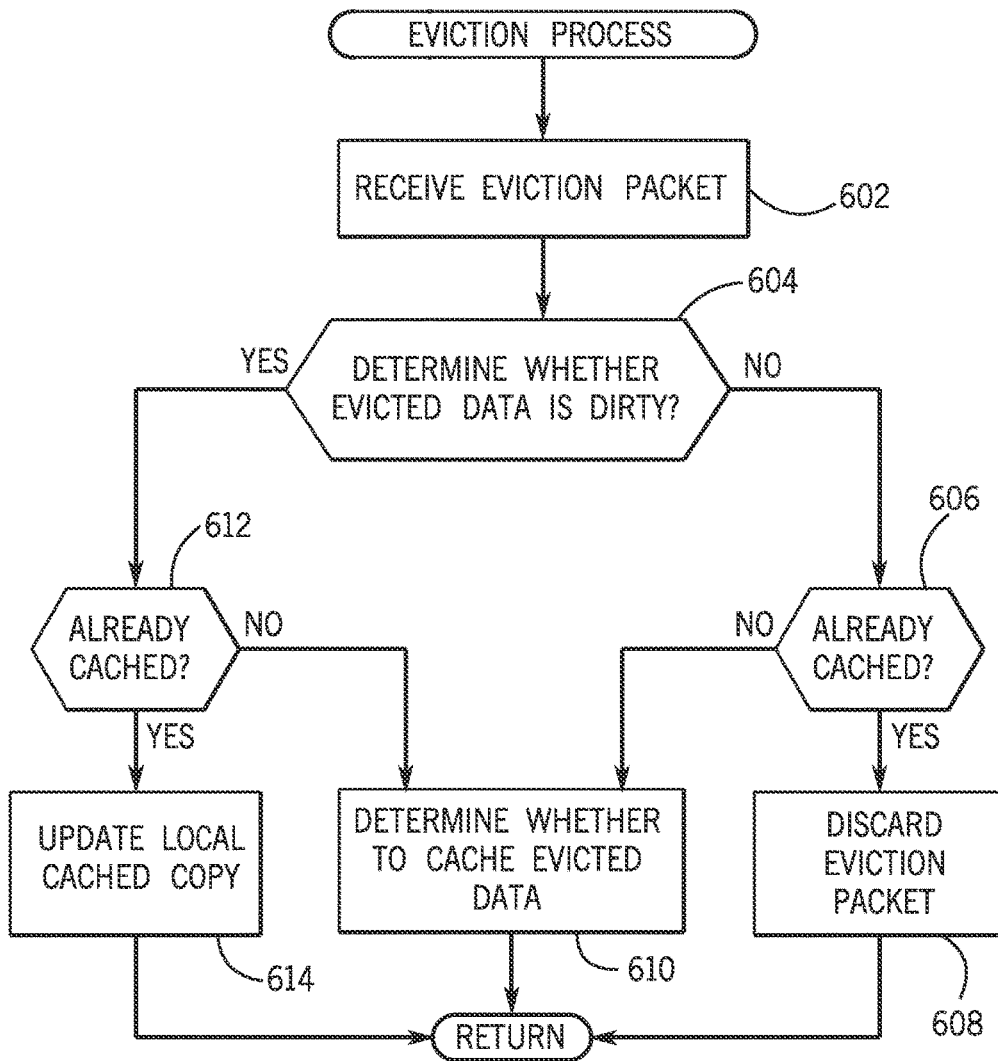 EVICTION PROCESS
RECEIVE EVICTION PACKET
602
604
YES
DETERMINE WHETHER
EVICTED DATA IS DIRTY?
NO
612
606
ALREADY
CACHED?
NO
NO
ALREADY
CACHED?
YES
YES
UPDATE LOCAL
CACHED COPY
DETERMINE WHETHER
TO CACHE EVICTED
DATA
DISCARD
EVICTION
PACKET
614
610
608
RETURN